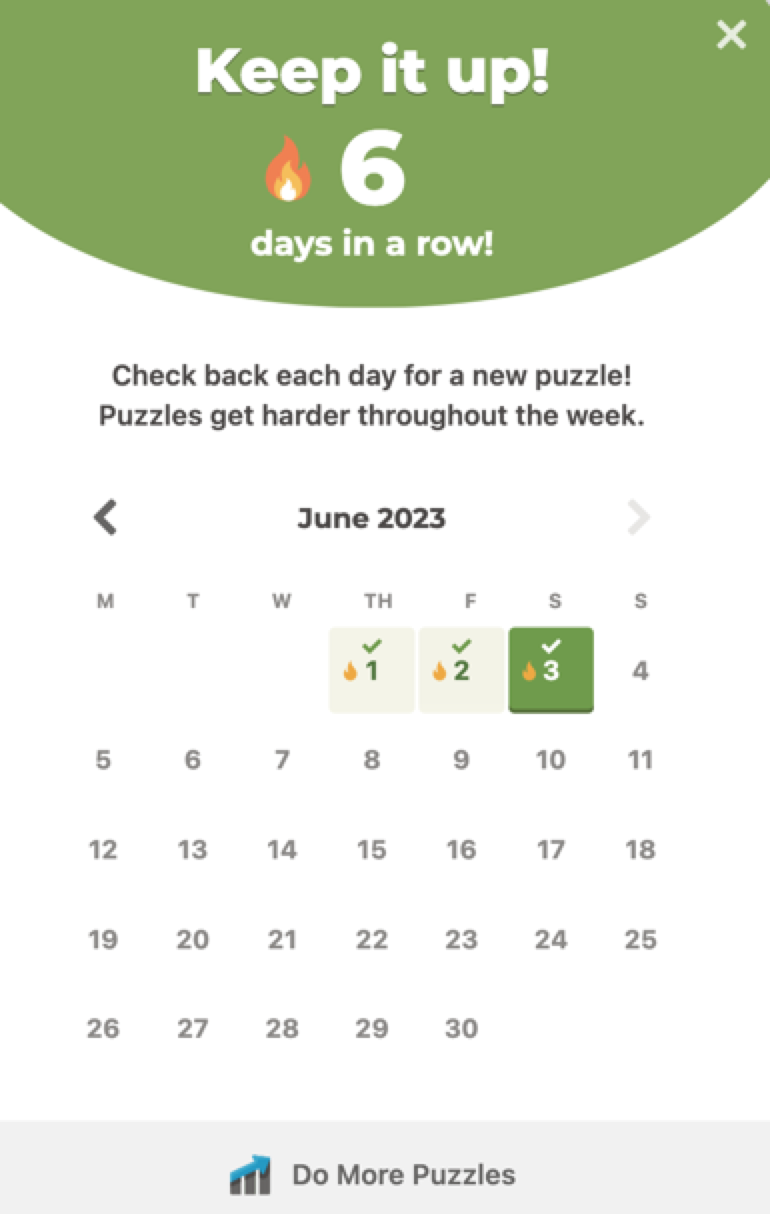 Keep it up!
6
days in a row!
Check back each day for a new puzzle!
Puzzles get harder throughout the week.
June 2023
M T W TH F S S
1 2 3 4
5 6 7 8 9 10 11
12 13 14 15 16 17 18
19 20 21 22 23 24 25
26 27 28 29 30
Do More Puzzles